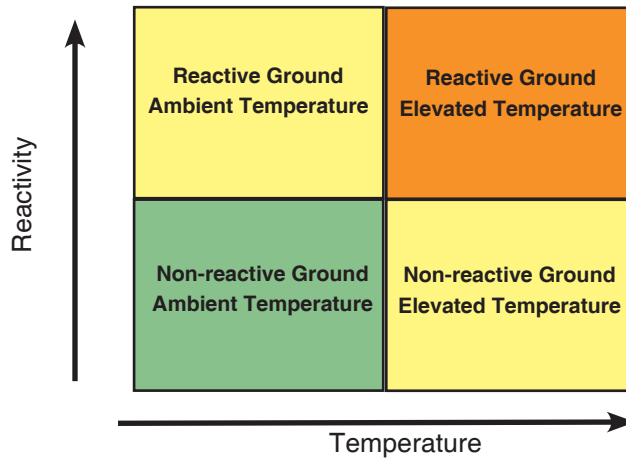 Reactivity
Reactive Ground
Ambient Temperature
Reactive Ground
Elevated Temperature
Non-reactive Ground
Ambient Temperature
Non-reactive Ground
Elevated Temperature
Temperature